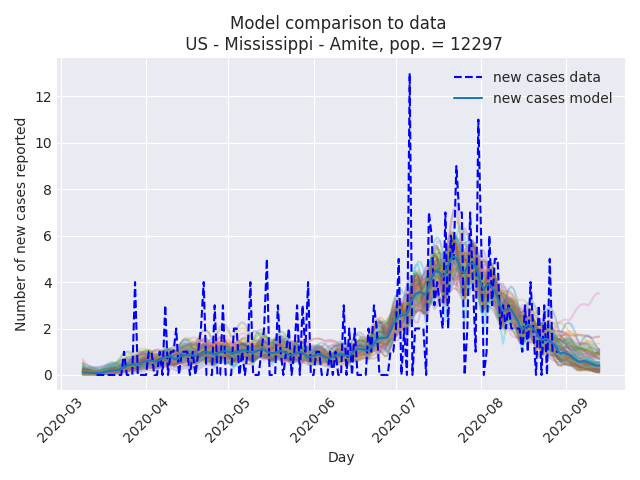 Model comparison to data
US - Mississippi - Amite, pop. = 12297
new cases data
new cases model
Number of new cases reported
12
10
8
6
4
2
0
2020-03
2020-04
2020-05
2020-06
2020-07
2020-08
2020-09
Day